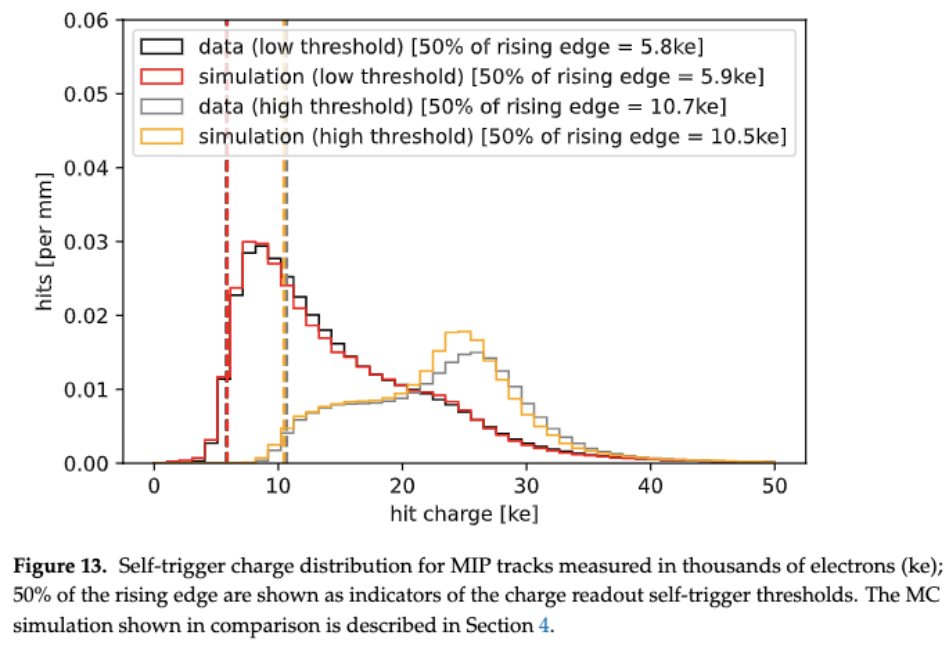 0.06
0.05
0.04
0.03
0.02
0.01
0.00
hits [per mm]
data (low threshold) [50% of rising edge = 5.8ke]
simulation (low threshold) [50% of rising edge = 5.9ke]
data (high threshold) [50% of rising edge = 10.7ke]
simulation (high threshold) [50% of rising edge = 10.5ke]
0 10 20 30 40 50
hit charge [ke]
Figure 13. Self-trigger charge distribution for MIP tracks measured in thousands of electrons (ke);
50% of the rising edge are shown as indicators of the charge readout self-trigger thresholds. The MC
simulation shown in comparison is described in Section 4.